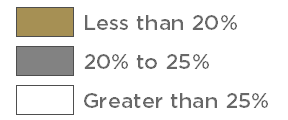 Less than 20%
20% to 25%
Greater than 25%